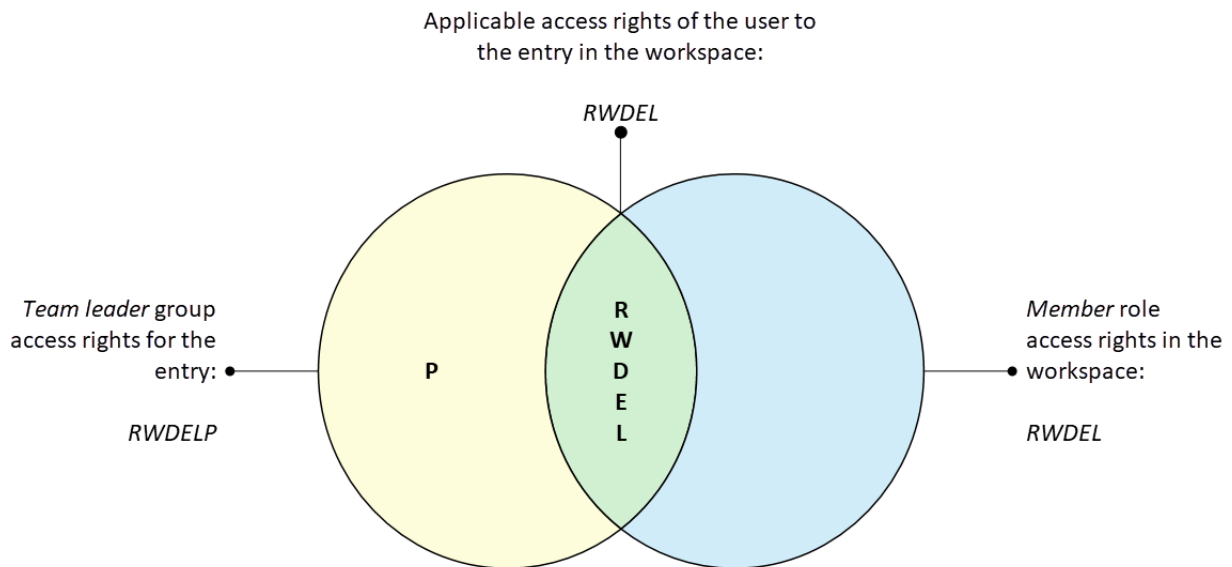 Applicable access rights of the user to
the entry in the workspace:
RWDEL
Team leader group
access rights for the
entry:
RWDELP
P
R
W
D
E
L
Member role
access rights in the
workspace:
RWDEL